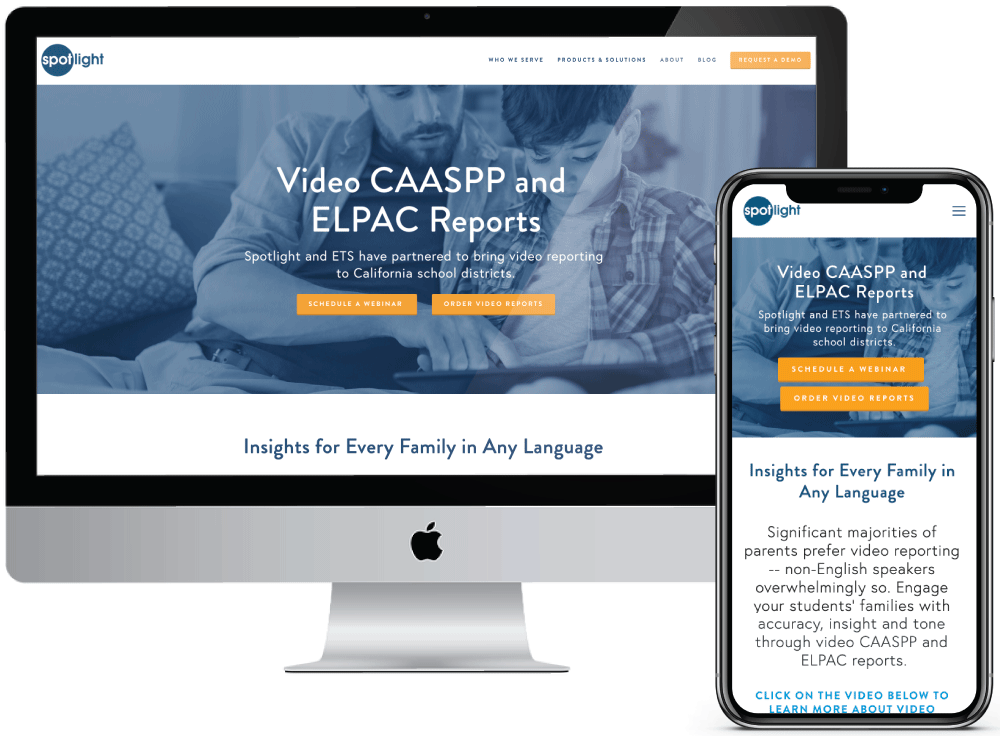 spotlight
WHO WE SERVE PRODUCTS & SOLUTIONS ABOUT BLOG REQUEST A DEMO
Video CAASPP and
ELPAC Reports
Spotlight and ETS have partnered to bring video reporting
to California school districts.
SCHEDULE A WEBINAR ORDER VIDEO REPORTS
Insights for Every Family in Any Language
spotlight
Video CAASPP and
ELPAC Reports
Spotlight and ETS have partnered to
bring video reporting to California
school districts.
SCHEDULE A WEBINAR
ORDER VIDEO REPORTS
Insights for Every Family in
Any Language
Significant majorities of
parents prefer video reporting
-- non-English speakers
overwhelmingly so. Engage
your students' families with
accuracy, insight and tone
through video CAASPP and
ELPAC reports.
CLICK ON THE VIDEO BELOW TO
LEARN MORE ABOUT VIDEO